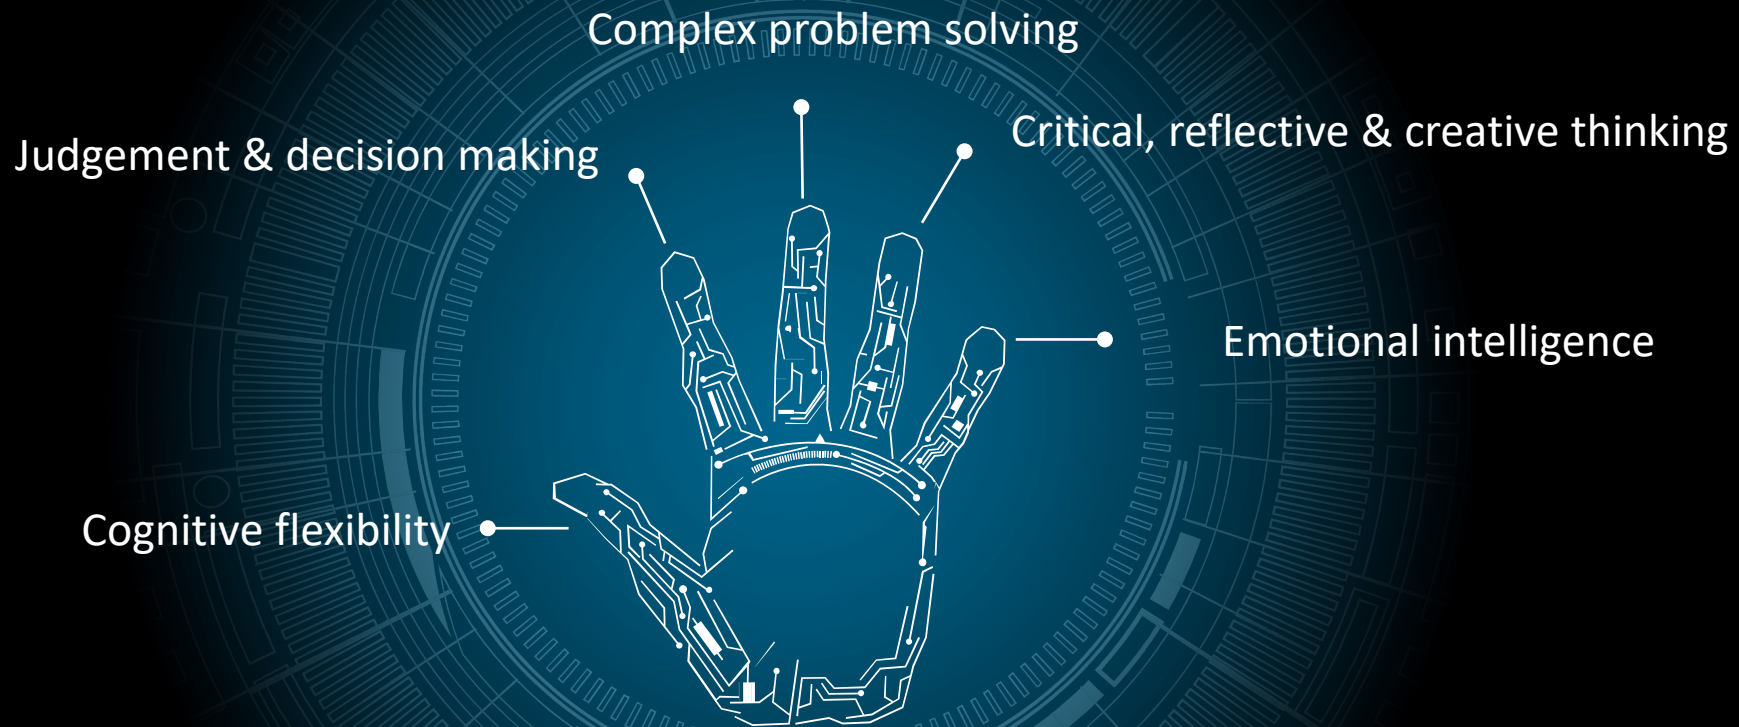 Complex problem solving
Critical, reflective & creative thinking
Judgement & decision making
Emotional intelligence
Cognitive flexibility